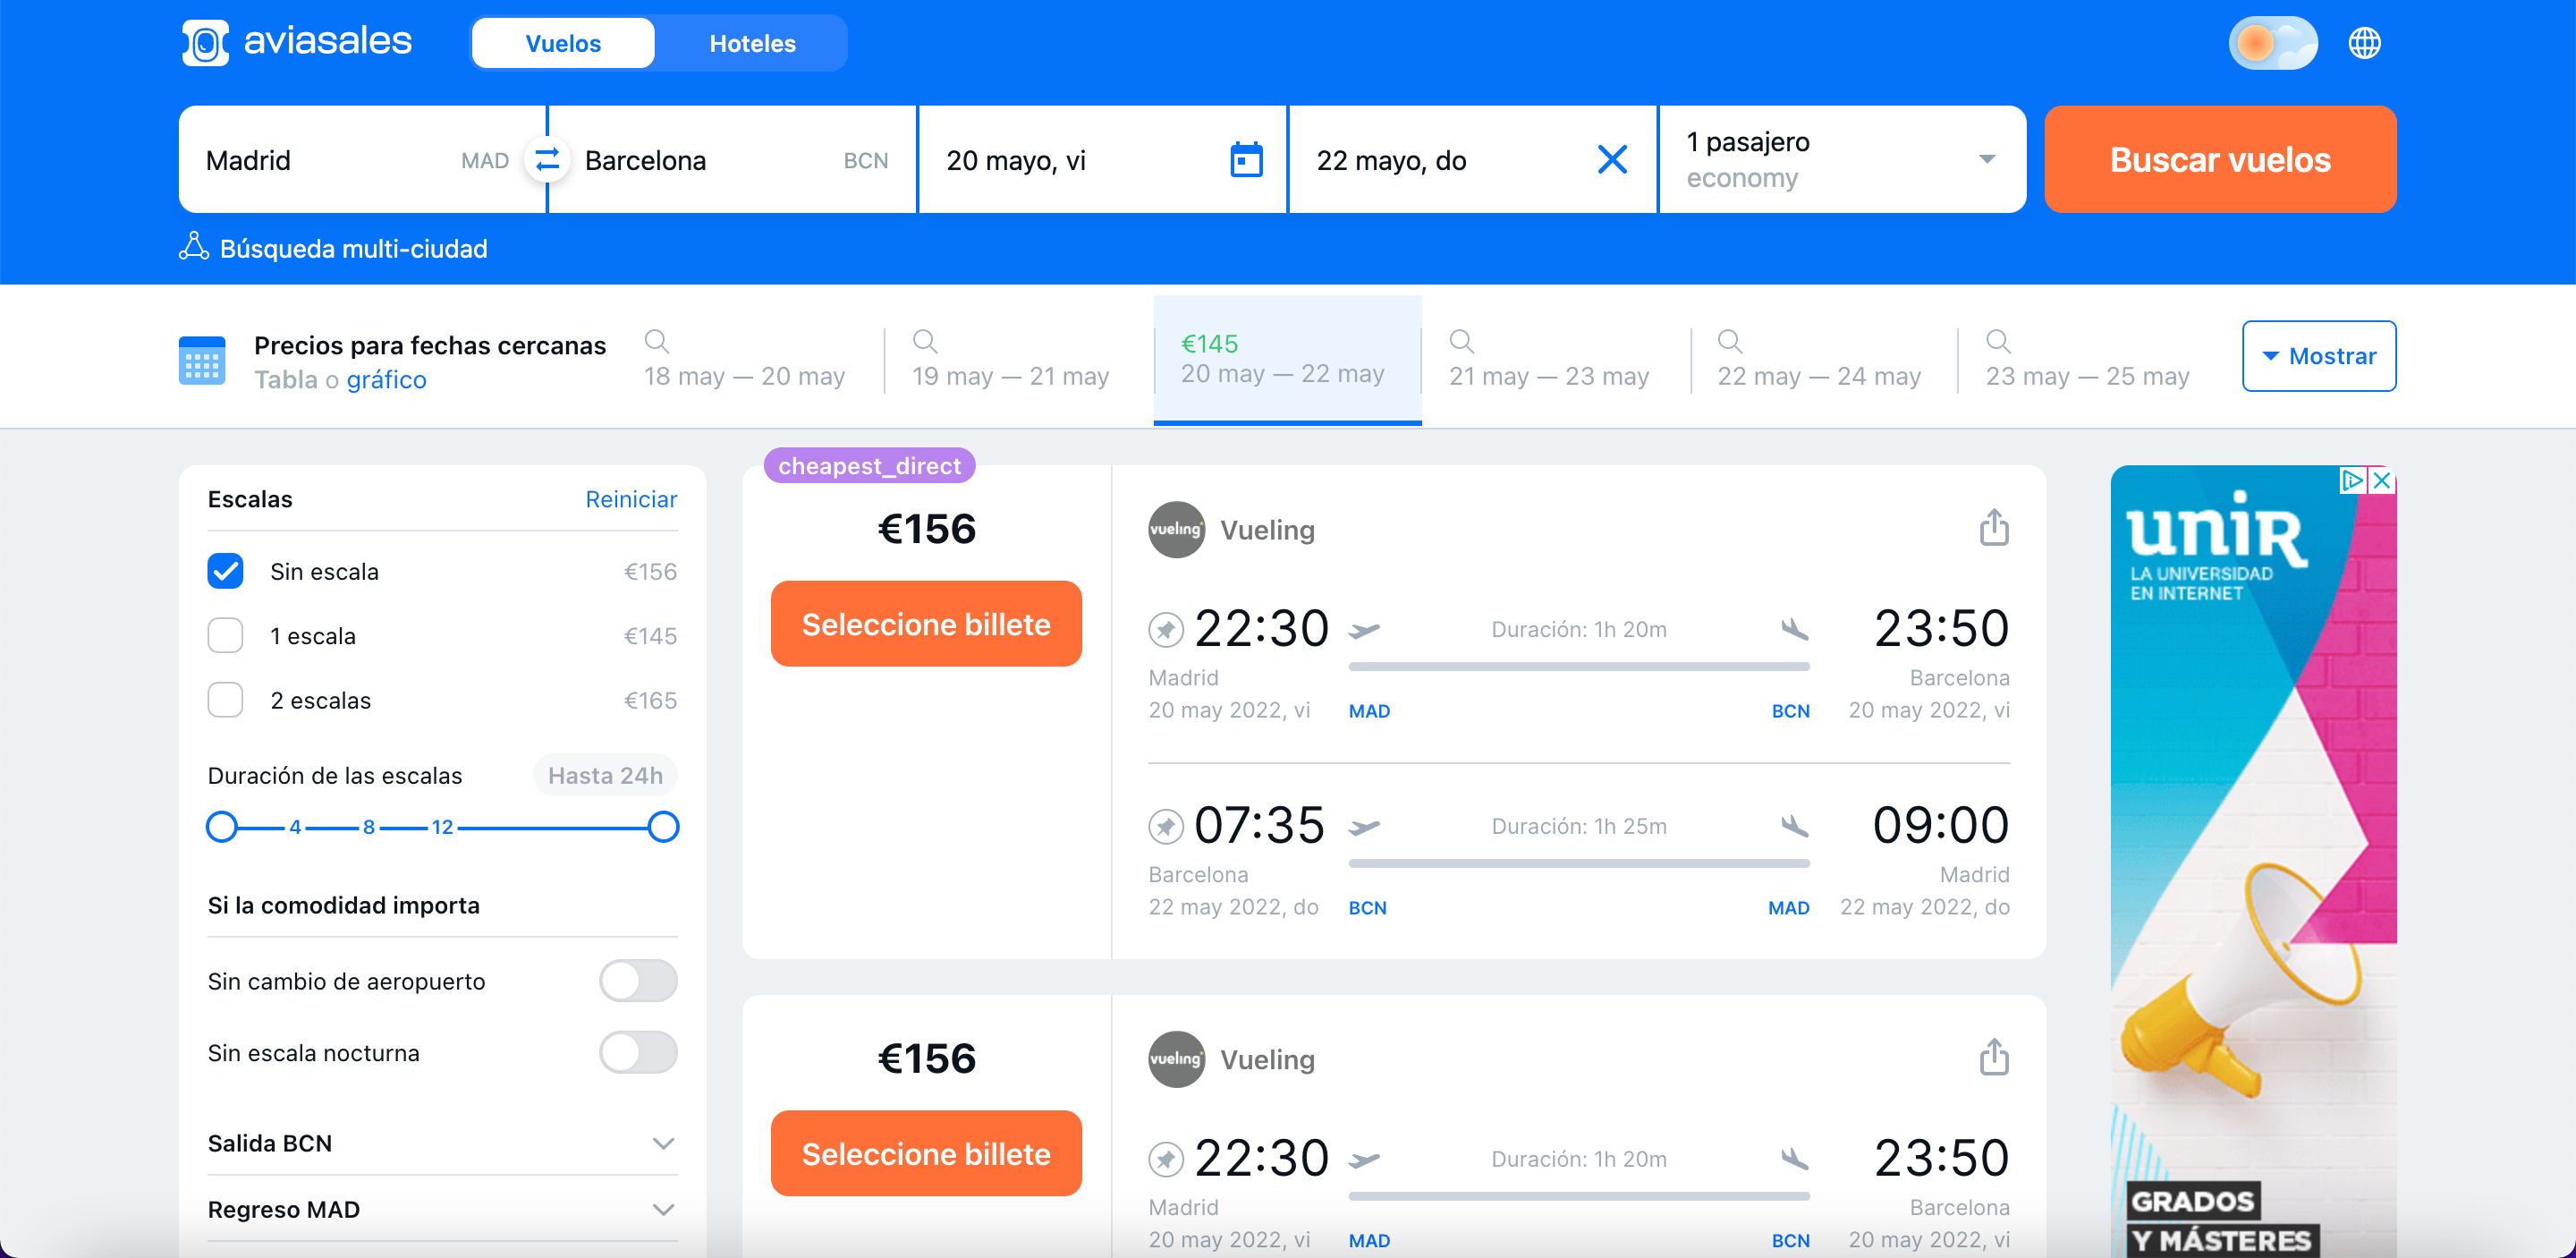 aviasales
Vuelos
Hoteles
Madrid MAD
Barcelona BCN
20 mayo, vi
22 mayo, do
1 pasajero
economy
Buscar vuelos
Búsqueda multi-ciudad
Precios para fechas cercanas
Tabla o gráfico
18 may — 20 may
19 may — 21 may
€145
20 may — 22 may
21 may — 23 may
22 may — 24 may
23 may — 25 may
Mostrar
Escalas Reiniciar
Sin escala €156
1 escala €145
2 escalas €165
Duración de las escalas Hasta 24h
4 8 12
Si la comodidad importa
Sin cambio de aeropuerto
Sin escala nocturna
Salida BCN
Regreso MAD
cheapest_direct
€156
Seleccione billete
vueling Vueling
22:30 Duración: 1h 20m 23:50
Madrid Barcelona
20 may 2022, vi MAD BCN 20 may 2022, vi
07:35 Duración: 1h 25m 09:00
Barcelona Madrid
22 may 2022, do BCN MAD 22 may 2022, do
€156
Seleccione billete
vueling Vueling
22:30 Duración: 1h 20m 23:50
Madrid Barcelona
20 may 2022, vi MAD BCN 20 may 2022, vi
uniR
LA UNIVERSIDAD
EN INTERNET
GRADOS
Y MÁSTERES